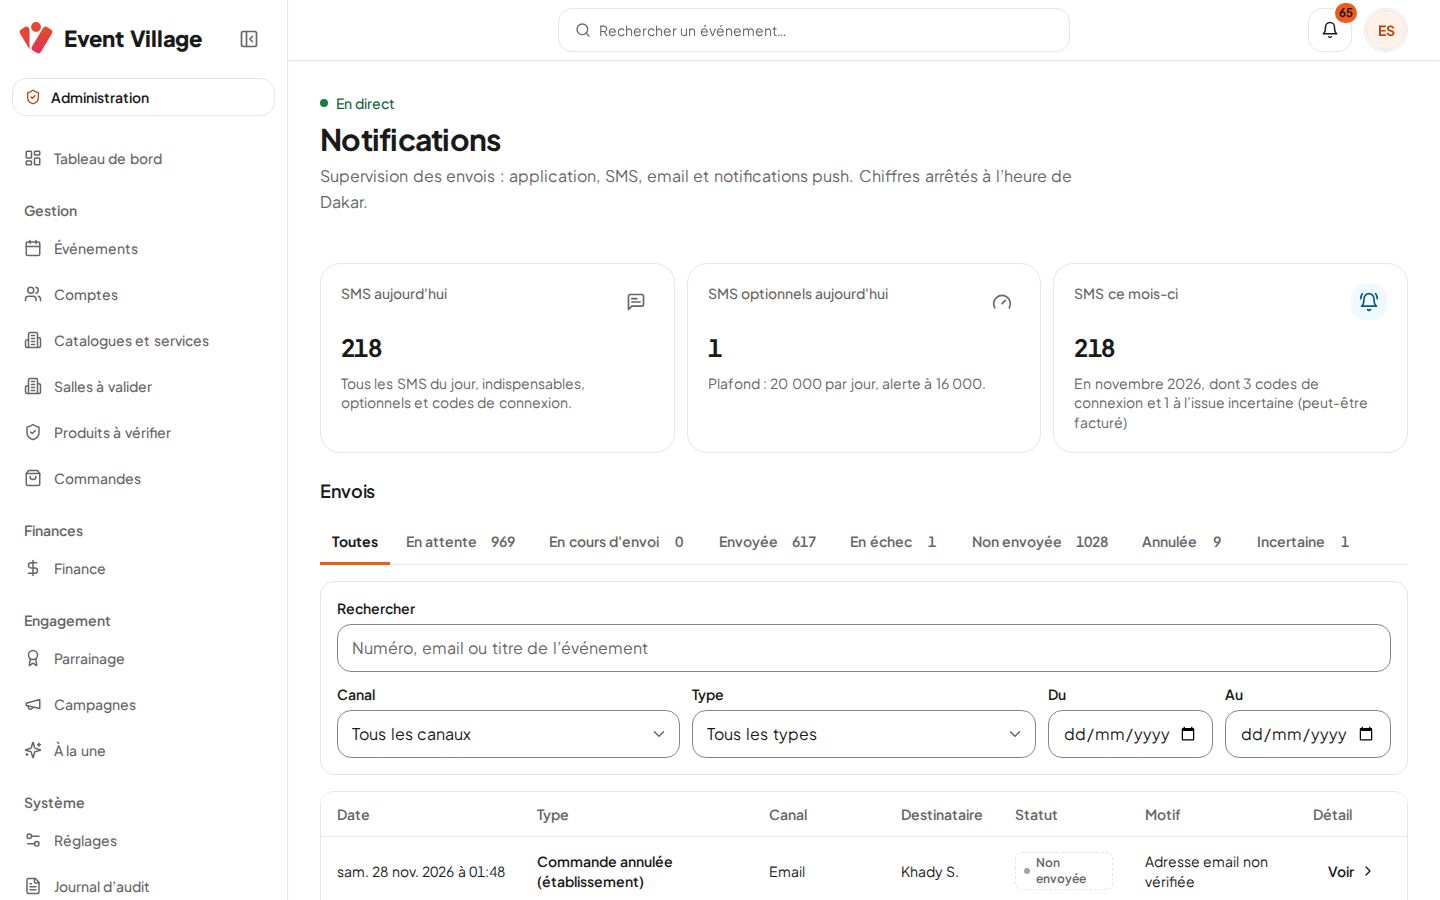 Event Village
Rechercher un événement...
65
ES
Administration
Tableau de bord
Gestion
Événements
Comptes
Catalogues et services
Salles à valider
Produits à vérifier
Commandes
Finances
Finance
Engagement
Parrainage
Campagnes
À la une
Système
Réglages
Journal d'audit
En direct
Notifications
Supervision des envois : application, SMS, email et notifications push. Chiffres arrêtés à l'heure de
Dakar.
SMS aujourd'hui
218
Tous les SMS du jour, indispensables,
optionnels et codes de connexion.
SMS optionnels aujourd'hui
1
Plafond : 20 000 par jour, alerte à 16 000.
SMS ce mois-ci
218
En novembre 2026, dont 3 codes de
connexion et 1 à l'issue incertaine (peut-être
facturé)
Envois
Toutes En attente 969 En cours d'envoi 0 Envoyée 617 En échec 1 Non envoyée 1028 Annulée 9 Incertaine 1
Rechercher
Numéro, email ou titre de l'événement
Canal Type Du Au
Tous les canaux Tous les types dd/mm/yyyy dd/mm/yyyy
Date Type Canal Destinataire Statut Motif Détail
sam. 28 nov. 2026 à 01:48
Commande annulée
(établissement)
Email
Khady S.
Non
envoyée
Adresse email non
vérifiée
Voir